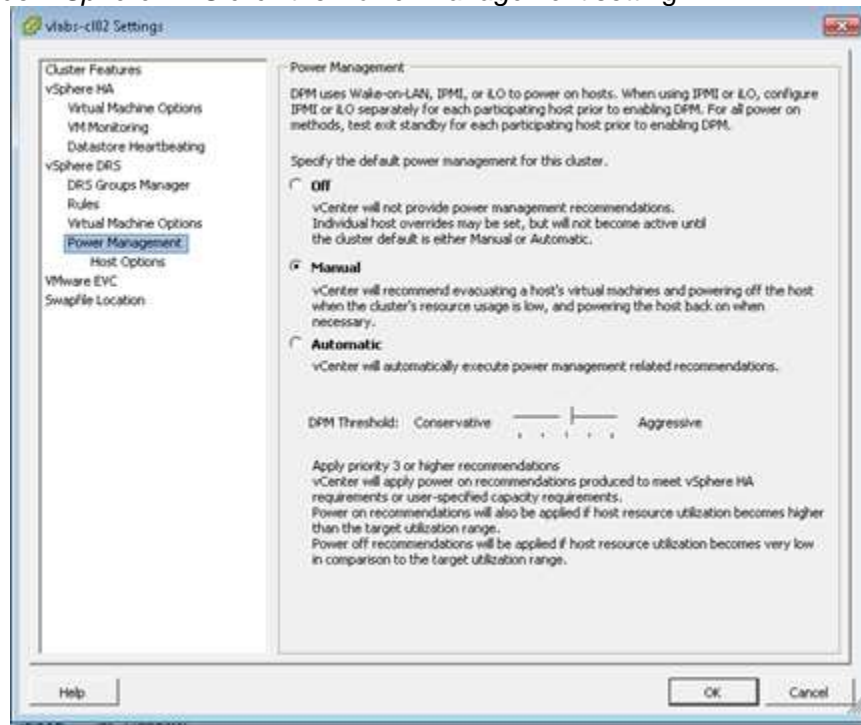 vlabs-cl02 Settings
Cluster Features
vSphere HA
Virtual Machine Options
VM Monitoring
Datastore Heartbeating
vSphere DRS
DRS Groups Manager
Rules
Virtual Machine Options
Power Management
Host Options
VMware EVC
Swapfile Location
Power Management
DPM uses Wake-on-LAN, IPMI, or iLO to power on hosts. When using IPMI or iLO, configure
IPMI or iLO separately for each participating host prior to enabling DPM. For all power on
methods, test exit standby for each participating host prior to enabling DPM.
Specify the default power management for this cluster.
Off
vCenter will not provide power management recommendations.
Individual host overrides may be set, but will not become active until
the cluster default is either Manual or Automatic.
Manual
vCenter will recommend evacuating a host's virtual machines and powering off the host
when the cluster's resource usage is low, and powering the host back on when
necessary.
Automatic
vCenter will automatically execute power management related recommendations.
DPM Threshold: Conservative Aggressive
Apply priority 3 or higher recommendations
vCenter will apply power on recommendations produced to meet vSphere HA
requirements or user-specified capacity requirements.
Power on recommendations will also be applied if host resource utilization becomes higher
than the target utilization range.
Power off recommendations will be applied if host resource utilization becomes very low
in comparison to the target utilization range.
Help OK Cancel